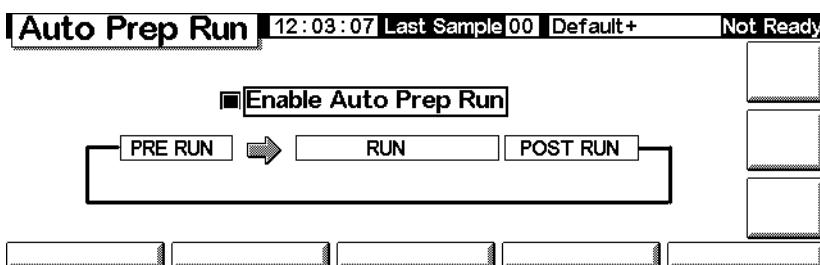 Auto Prep Run 12:03:07 Last Sample 00 Default+ Not Ready
Enable Auto Prep Run
PRE RUN RUN POST RUN